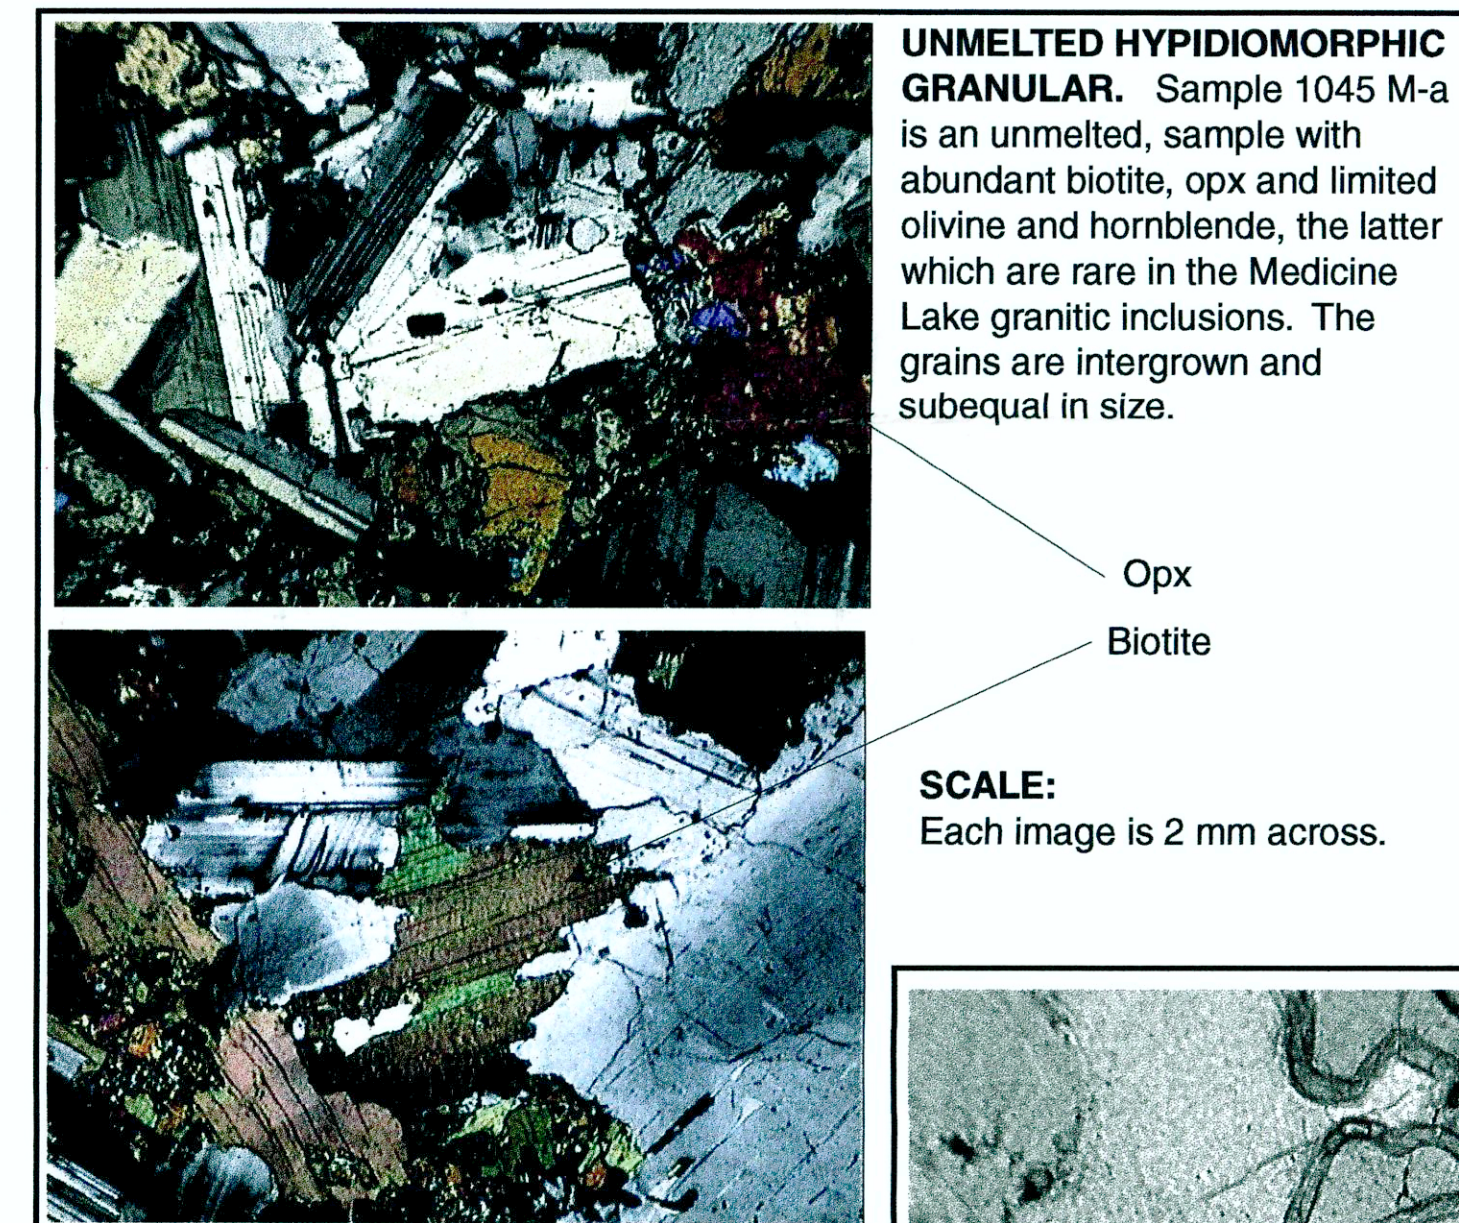 UNMELTED HYPIDIOMORPHIC
GRANULAR. Sample 1045 M-a
is an unmelted, sample with
abundant biotite, opx and limited
olivine and hornblende, the latter
which are rare in the Medicine
Lake granitic inclusions. The
grains are intergrown and
subequal in size.
Opx
Biotite
SCALE:
Each image is 2 mm across.